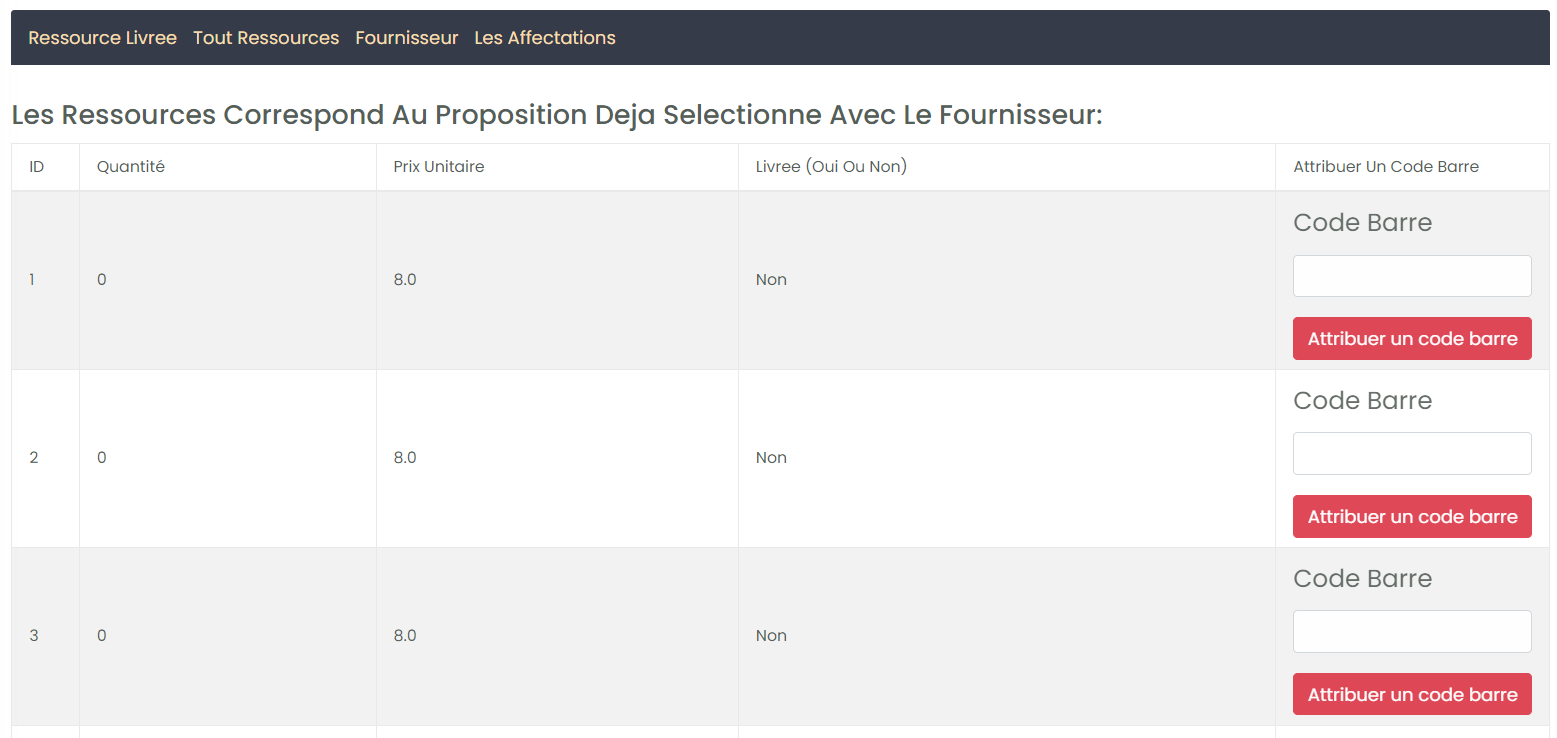 Ressource Livree Tout Ressources Fournisseur Les Affectations
Les Ressources Correspond Au Proposition Deja Selectionne Avec Le Fournisseur:
ID Quantité Prix Unitaire Livree (Oui Ou Non) Attribuer Un Code Barre
Code Barre
1 0 8.0 Non
Attribuer un code barre
Code Barre
2 0 8.0 Non
Attribuer un code barre
Code Barre
3 0 8.0 Non
Attribuer un code barre